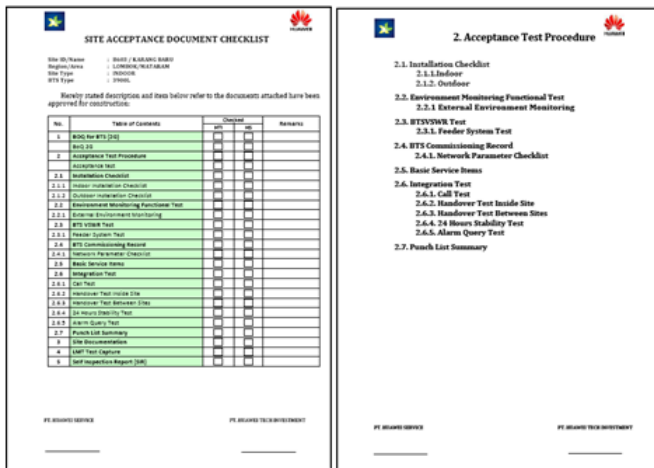 HUAWEI
SITE ACCEPTANCE DOCUMENT CHECKLIST
Site ID/Name : / KARANG BARU
Region/Area : LOMBOK/MATARAM
Site Type : INDOOR
BTS Type : 3900L
Hereby stated description and item below refer to the documents attached have been
approved for construction:
No. Table of Contents Checked Remarks
HTI HS
1 BOQ for BTS [2G]
BoQ 2G
2 Acceptance Test Procedure
Acceptance test
2.1 Installation Checklist
2.1.1 Indoor Installation Checklist
2.1.2 Outdoor Installation Checklist
2.2 Environment Monitoring Functional Test
2.2.1 External Environment Monitoring
2.3 BTS VSWR Test
2.3.1 Feeder System Test
2.4 BTS Commissioning Record
2.4.1 Network Parameter Checklist
2.5 Basic Service Items
2.6 Integration Test
2.6.1 Call Test
2.6.2 Handover Test Inside Site
2.6.3 Handover Test Between Sites
2.6.4 24 Hours Stability Test
2.6.5 Alarm Query Test
2.7 Punch List Summary
3 Site Documentation
4 LMT Test Capture
5 Self Inspection Report [SIR]
PT. HUAWEI SERVICE PT. HUAWEI TECH INVESTMENT
HUAWEI
2. Acceptance Test Procedure
2.1. Installation Checklist
2.1.1.Indoor
2.1.2. Outdoor
2.2. Environment Monitoring Functional Test
2.2.1 External Environment Monitoring
2.3. BTSVSWR Test
2.3.1. Feeder System Test
2.4. BTS Commissioning Record
2.4.1. Network Parameter Checklist
2.5. Basic Service Items
2.6. Integration Test
2.6.1. Call Test
2.6.2. Handover Test Inside Site
2.6.3. Handover Test Between Sites
2.6.4. 24 Hours Stability Test
2.6.5. Alarm Query Test
2.7. Punch List Summary
PT. HUAWEI SERVICE PT. HUAWEI TECH INVESTMENT